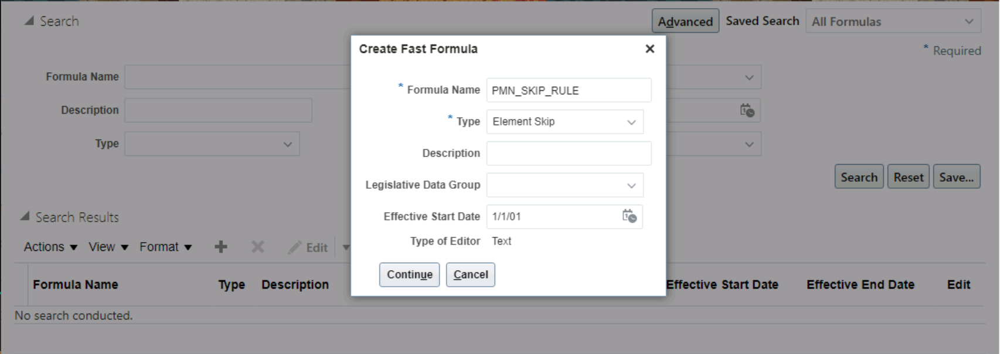 Search
Advanced Saved Search All Formulas
* Required
Formula Name
Description
Type
Search Reset Save...
Create Fast Formula
* Formula Name PMN_SKIP_RULE
* Type Element Skip
Description
Legislative Data Group
Effective Start Date 1/1/01
Type of Editor Text
Continue Cancel
Search Results
Actions View Format Edit
Formula Name Type Description Effective Start Date Effective End Date Edit
No search conducted.